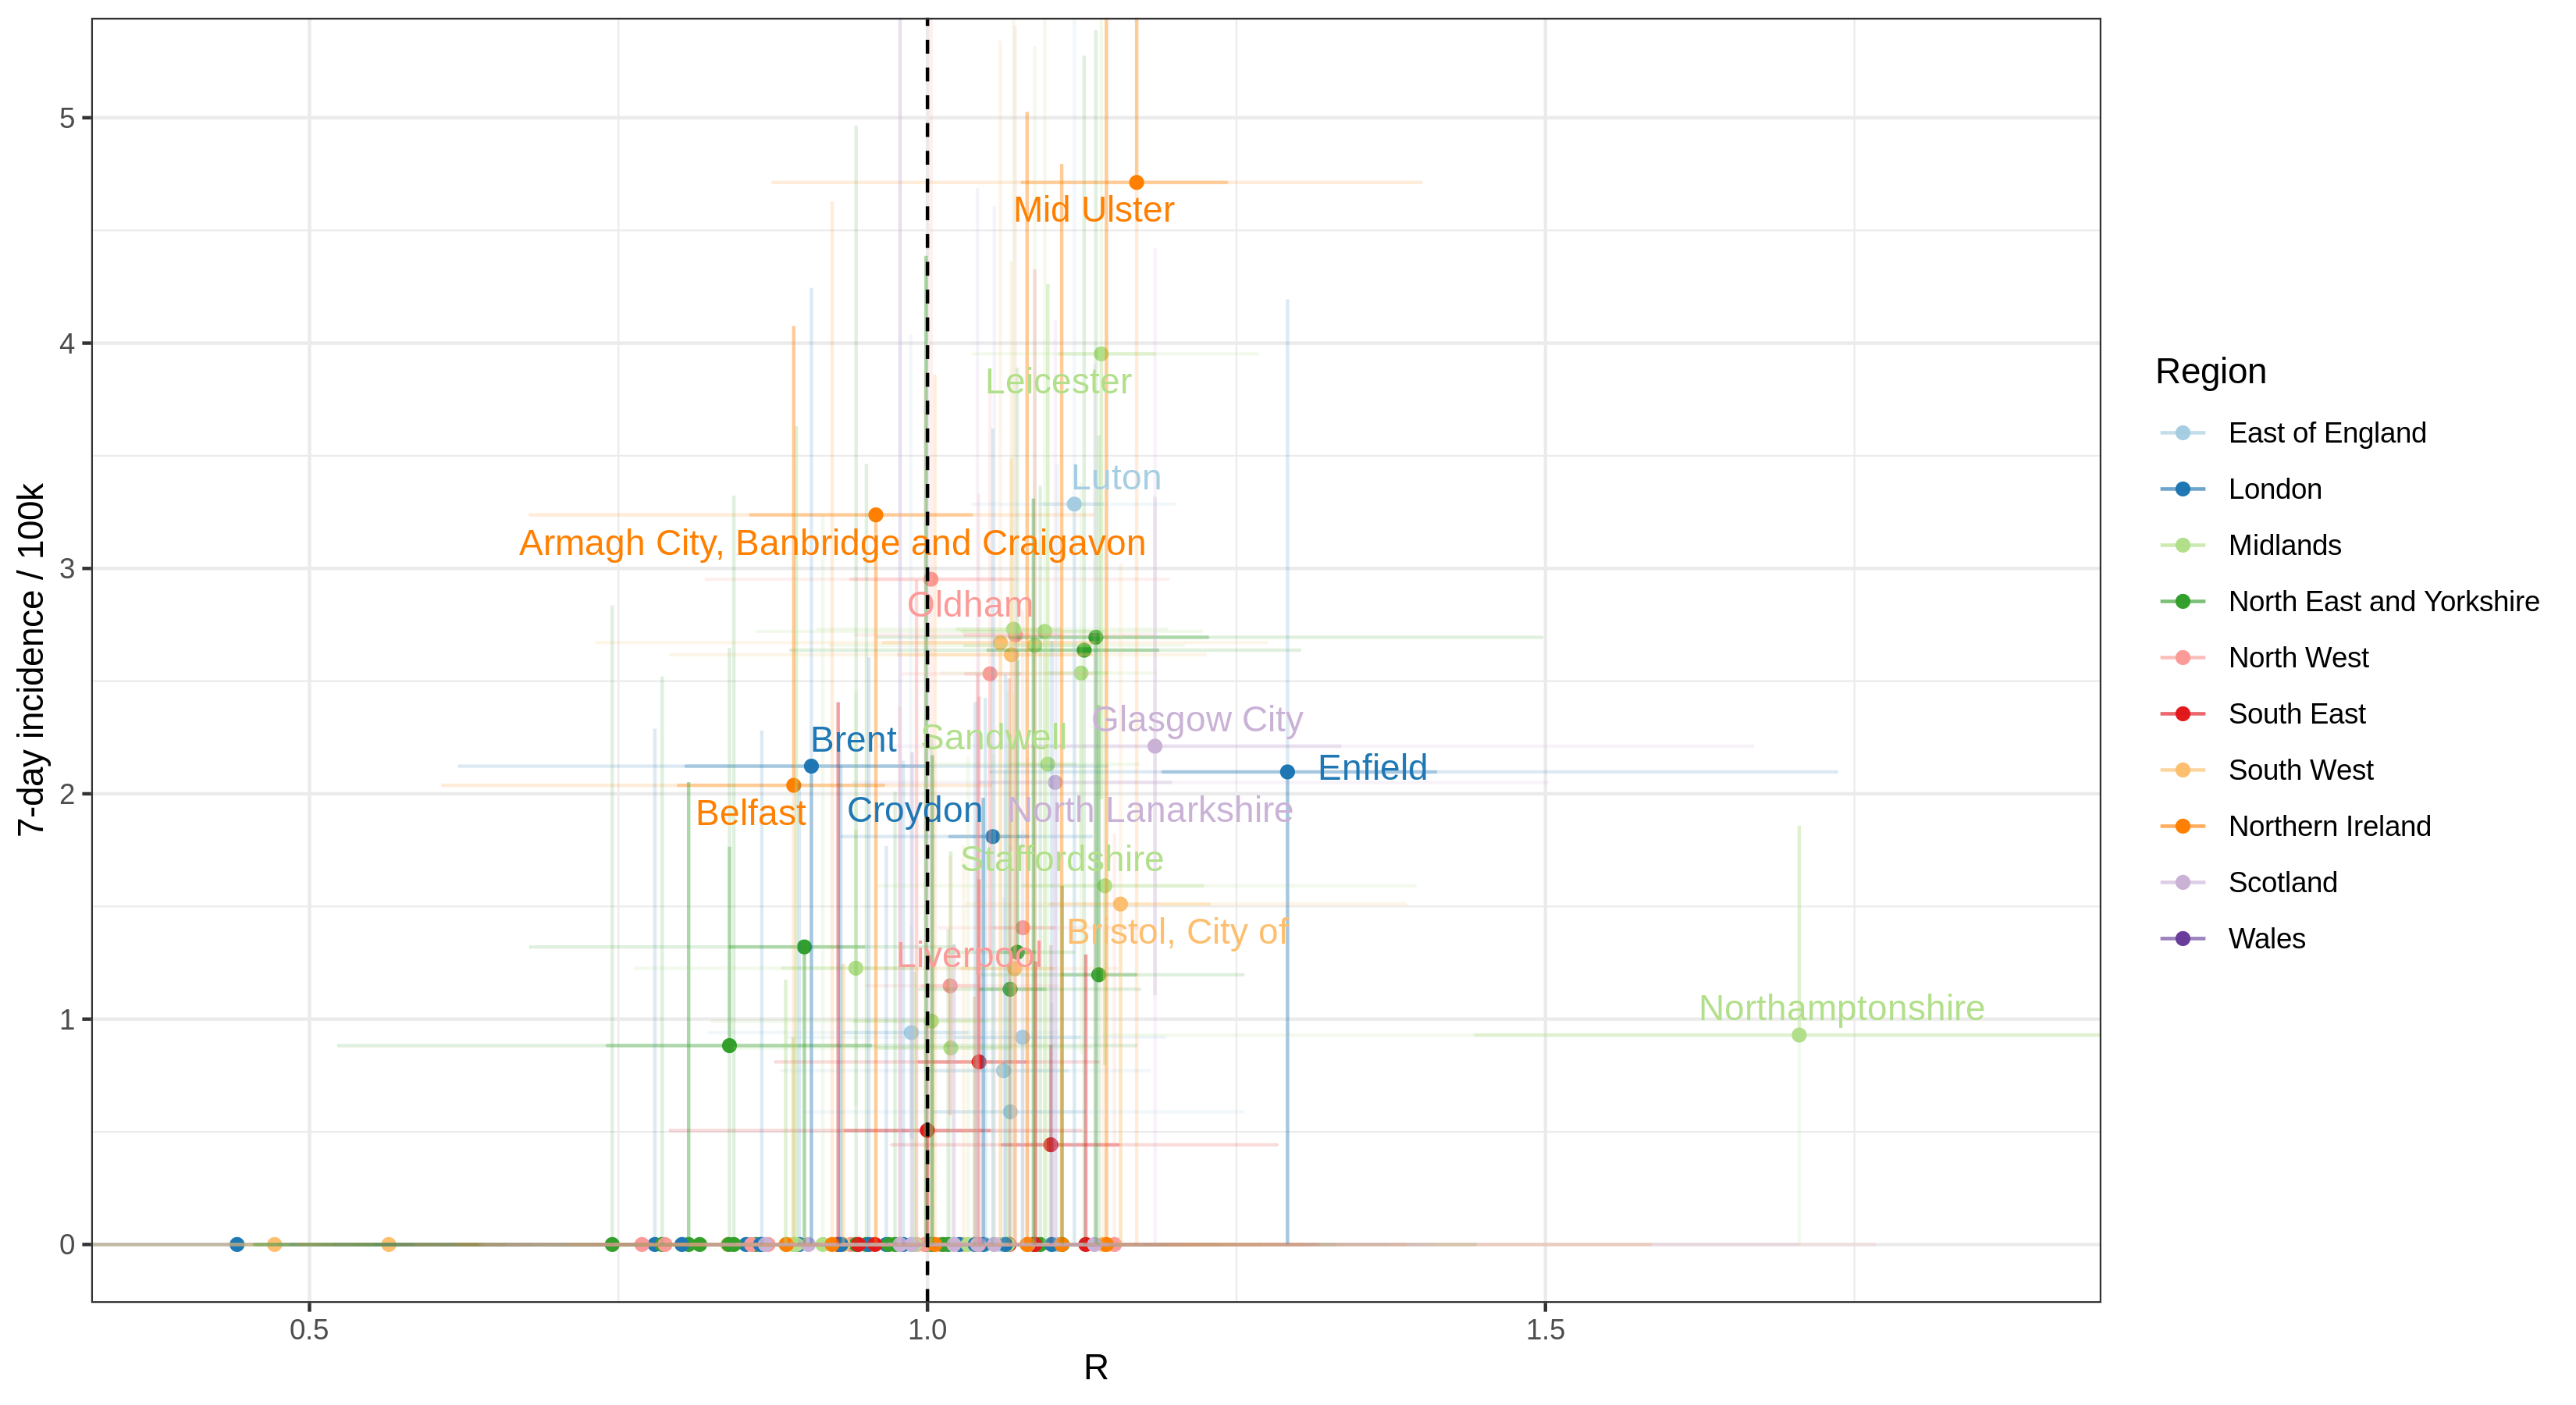 5
Mid Ulster
4
Leicester
Luton
Armagh City, Banbridge and Craigavon
3
Oldham
Glasgow City
Brent
Sandwell
Enfield
2
Belfast
Croydon
North Lanarkshire
Staffordshire
Bristol, City of
Liverpool
Northamptonshire
1
0
7-day incidence / 100k
0.5
1.0
1.5
R
Region
East of England
London
Midlands
North East and Yorkshire
North West
South East
South West
Northern Ireland
Scotland
Wales